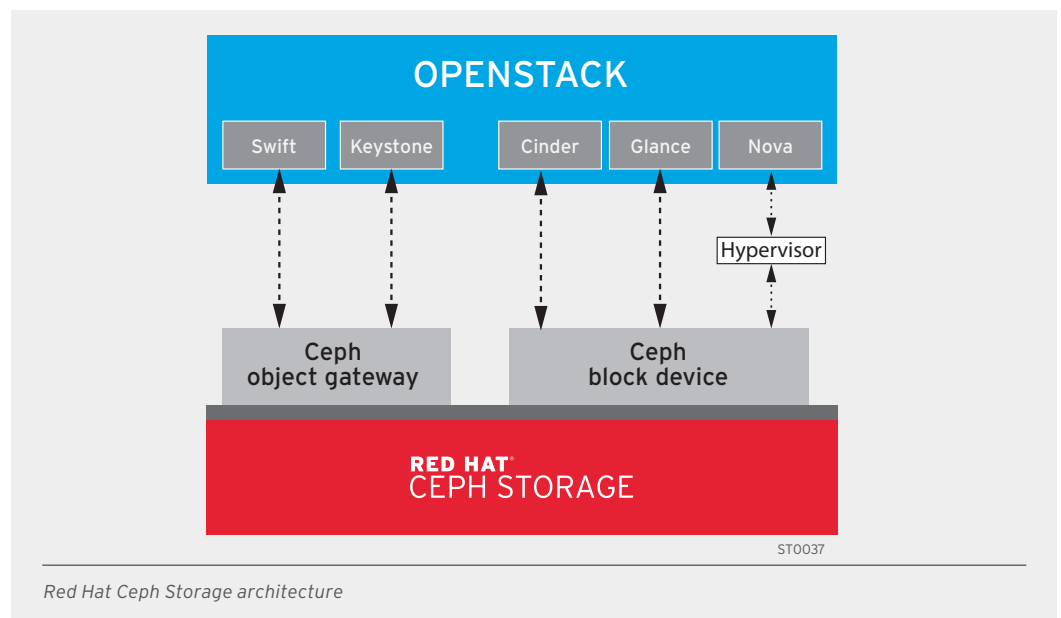 OPENSTACK
Swift
Keystone
Cinder
Glance
Nova
Hypervisor
Ceph
object gateway
Ceph
block device
RED HAT®
CEPH STORAGE
ST0037
Red Hat Ceph Storage architecture